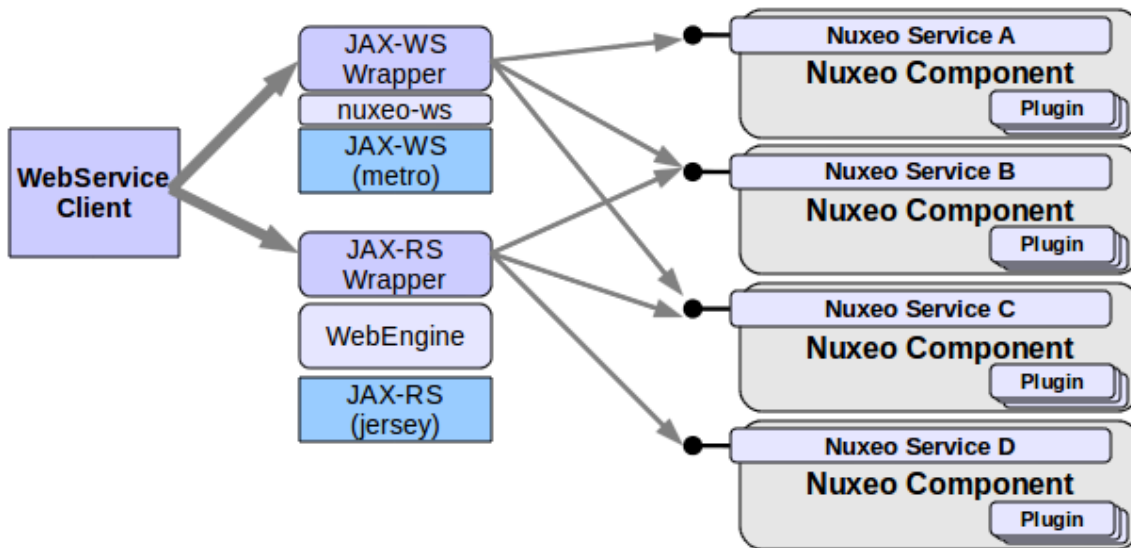 WebService
Client
JAX-WS
Wrapper
nuxeo-ws
JAX-WS
(metro)
JAX-RS
Wrapper
WebEngine
JAX-RS
(jersey)
Nuxeo Service A
Nuxeo Component
Plugin
Nuxeo Service B
Nuxeo Component
Plugin
Nuxeo Service C
Nuxeo Component
Plugin
Nuxeo Service D
Nuxeo Component
Plugin